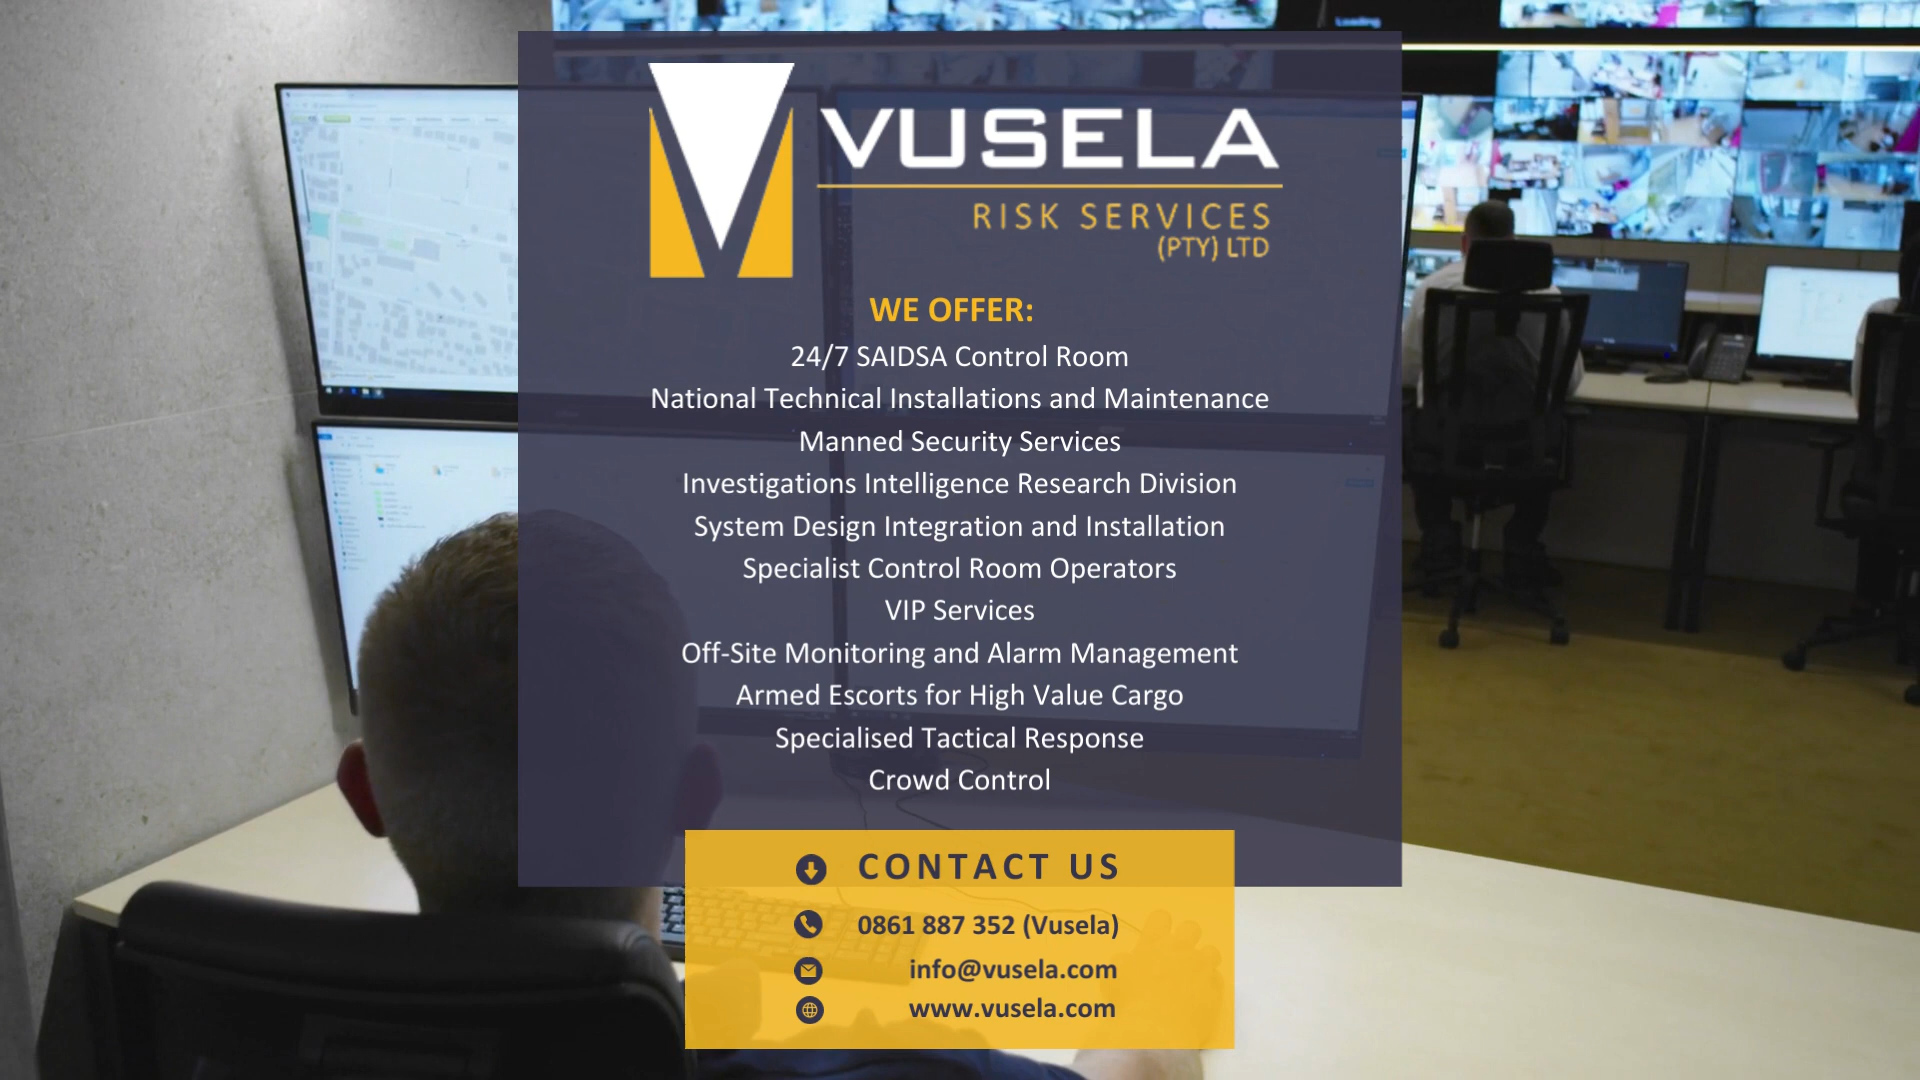 Loading
VUSELA
RISK SERVICES
(PTY) LTD
WE OFFER:
24/7 SAIDSA Control Room
National Technical Installations and Maintenance
Manned Security Services
Investigations Intelligence Research Division
System Design Integration and Installation
Specialist Control Room Operators
VIP Services
Off-Site Monitoring and Alarm Management
Armed Escorts for High Value Cargo
Specialised Tactical Response
Crowd Control
CONTACT US
0861 887 352 (Vusela)
info@vusela.com
www.vusela.com